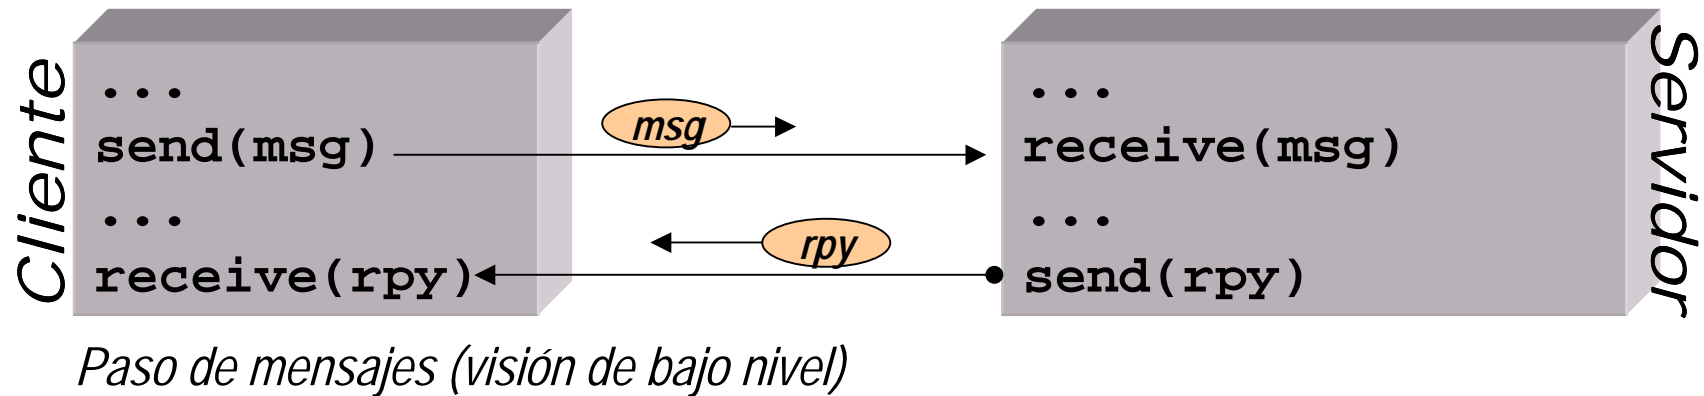 Cliente
...
send(msg)
...
receive(rpy)
msg
rpy
...
receive(msg)
...
send(rpy)
Servidor
Paso de mensajes (visión de bajo nivel)